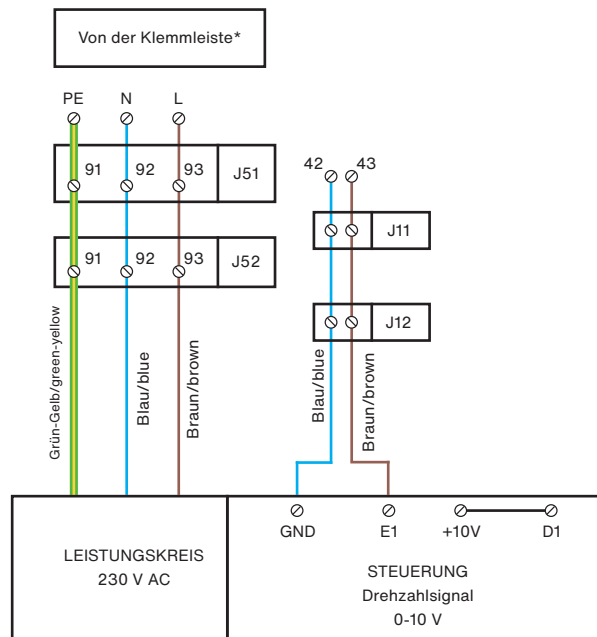 Von der Klemmleiste*
PE N L
91 92 93 J51
42 43
J11
91 92 93 J52
J12
Grün-Gelb/green-yellow
Blau/blue
Braun/brown
Blau/blue
Braun/brown
GND E1 +10V D1
LEISTUNGSKREIS
230 V AC
STEUERUNG
Drehzahlsignal
0-10 V